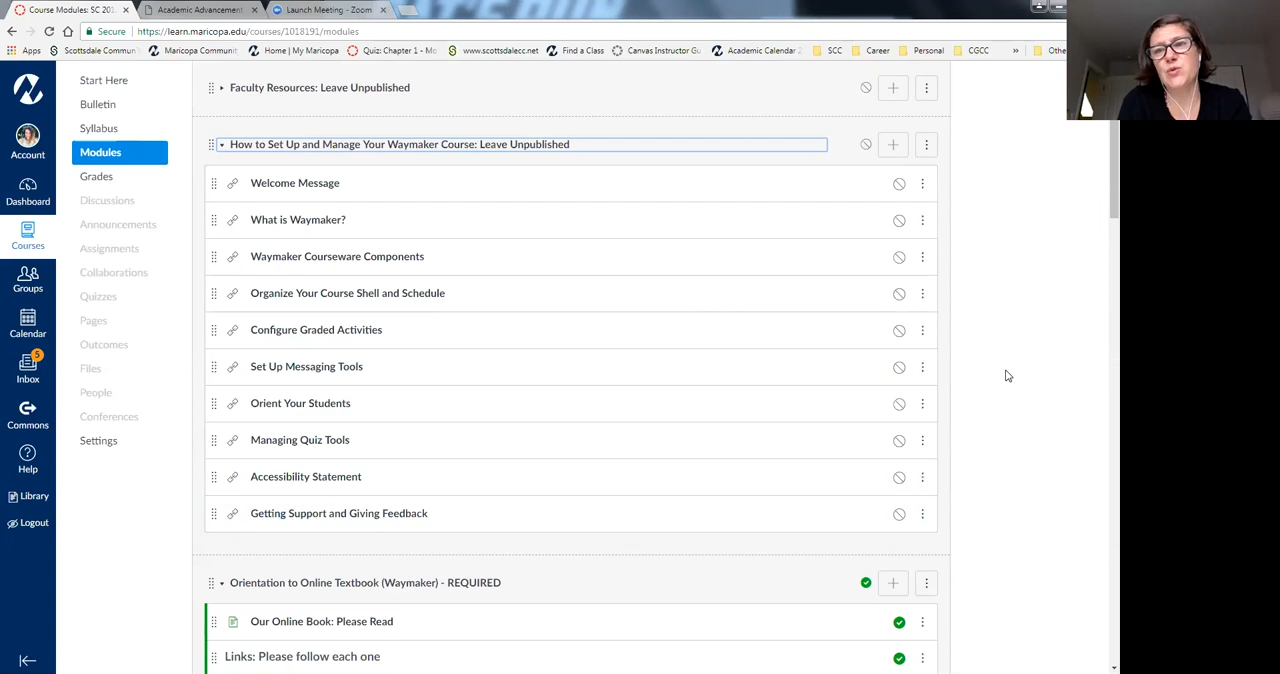 Course Modules: SC 201
Academic Advancement
Launch Meeting - Zoom
Secure
https://learn.maricopa.edu/courses/1018191/modules
Apps
Scottsdale Commun
Maricopa Communit
Home | My Maricopa
Quiz: Chapter 1 - Mo
www.scottsdalecc.net
Find a Class
Canvas Instructor Gu
Academic Calendar 2
SCC
Career
Personal
CGCC
»
Othe
Account
Dashboard
Courses
Groups
Calendar
5
Inbox
Commons
Help
Library
Logout
Start Here
Bulletin
Syllabus
Modules
Grades
Discussions
Announcements
Assignments
Collaborations
Quizzes
Pages
Outcomes
Files
People
Conferences
Settings
Faculty Resources: Leave Unpublished
How to Set Up and Manage Your Waymaker Course: Leave Unpublished
Welcome Message
What is Waymaker?
Waymaker Courseware Components
Organize Your Course Shell and Schedule
Configure Graded Activities
Set Up Messaging Tools
Orient Your Students
Managing Quiz Tools
Accessibility Statement
Getting Support and Giving Feedback
Orientation to Online Textbook (Waymaker) - REQUIRED
Our Online Book: Please Read
Links: Please follow each one